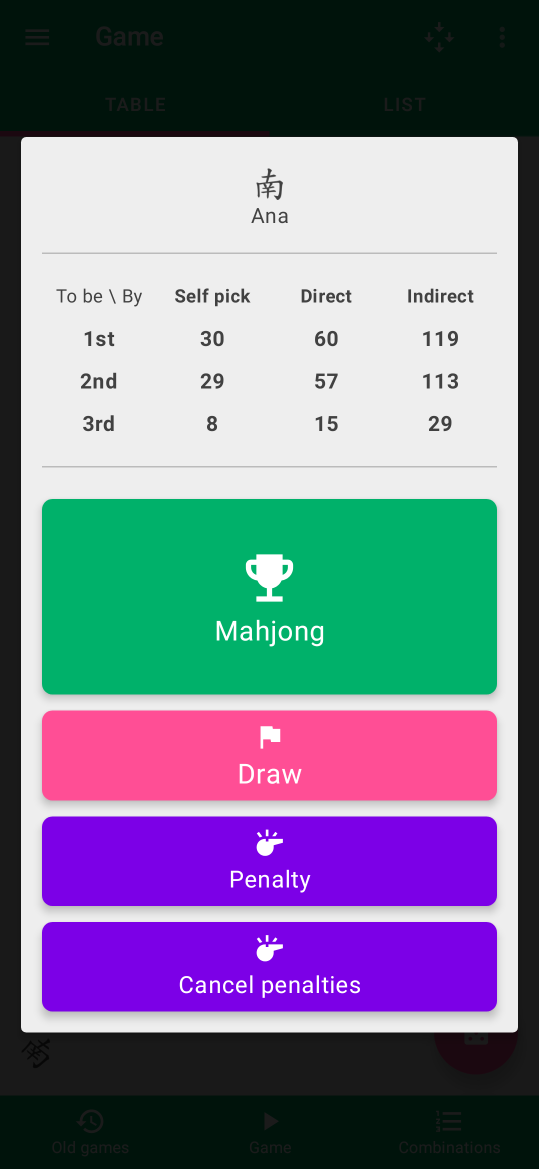 Game
TABLE LIST
南
Ana
To be \ By Self pick Direct Indirect
1st 30 60 119
2nd 29 57 113
3rd 8 15 29
Mahjong
Draw
Penalty
Cancel penalties
Old games Game Combinations